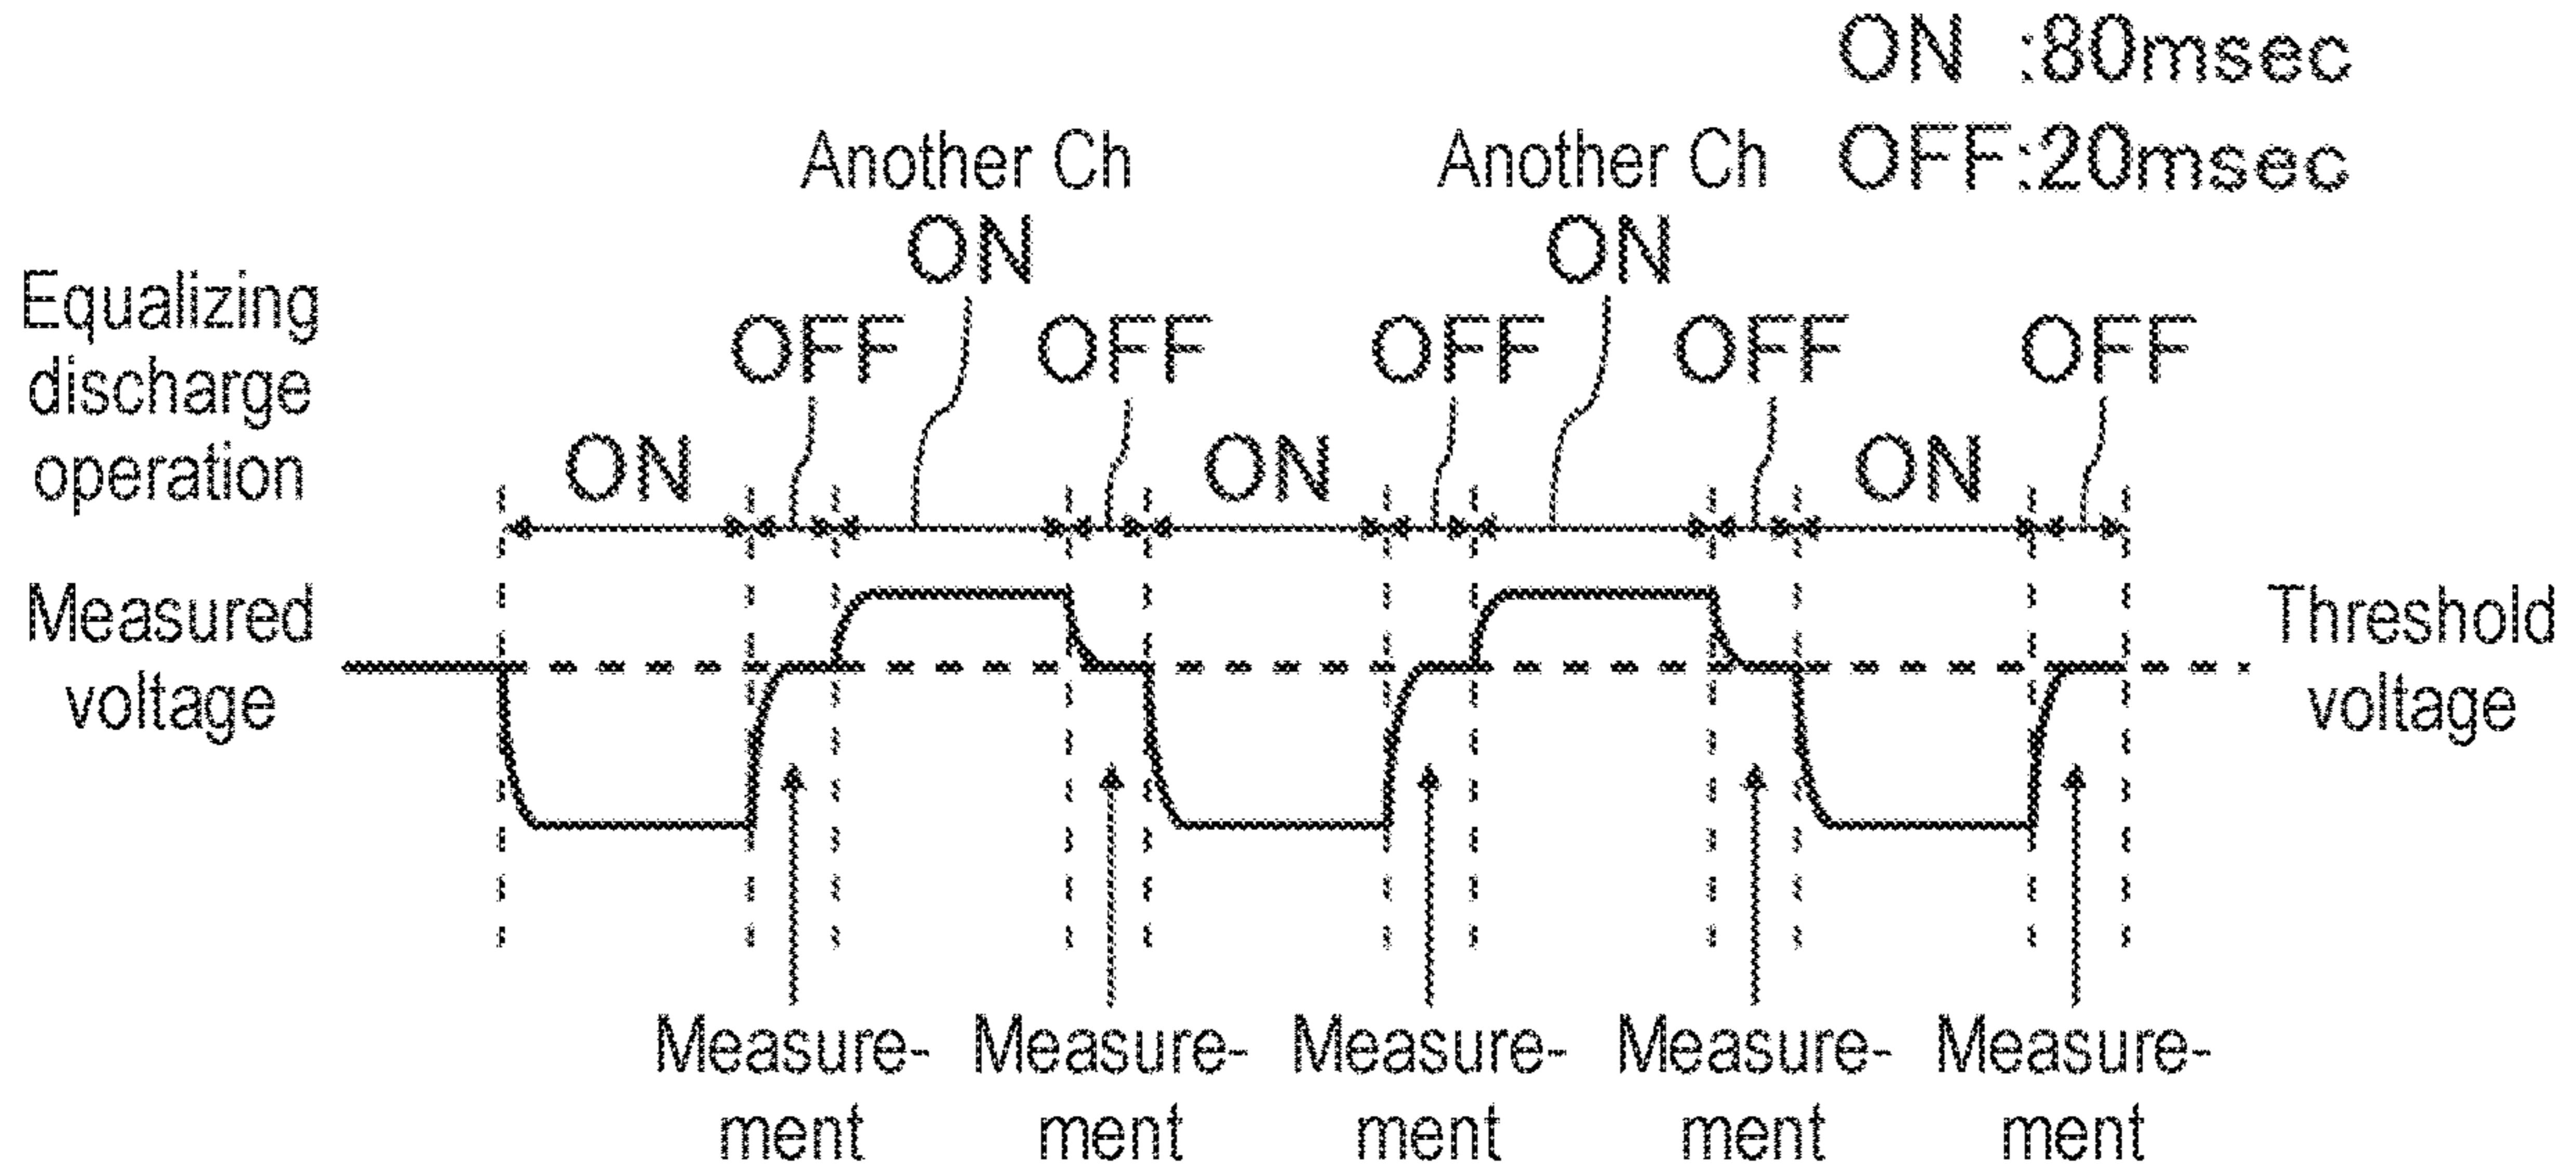 ON :80msec
OFF:20msec
Another Ch
ON
Another Ch
ON
Equalizing
discharge
operation
ON
OFF
OFF
ON
OFF
OFF
ON
OFF
Measured
voltage
Threshold
voltage
Measure-
ment
Measure-
ment
Measure-
ment
Measure-
ment
Measure-
ment